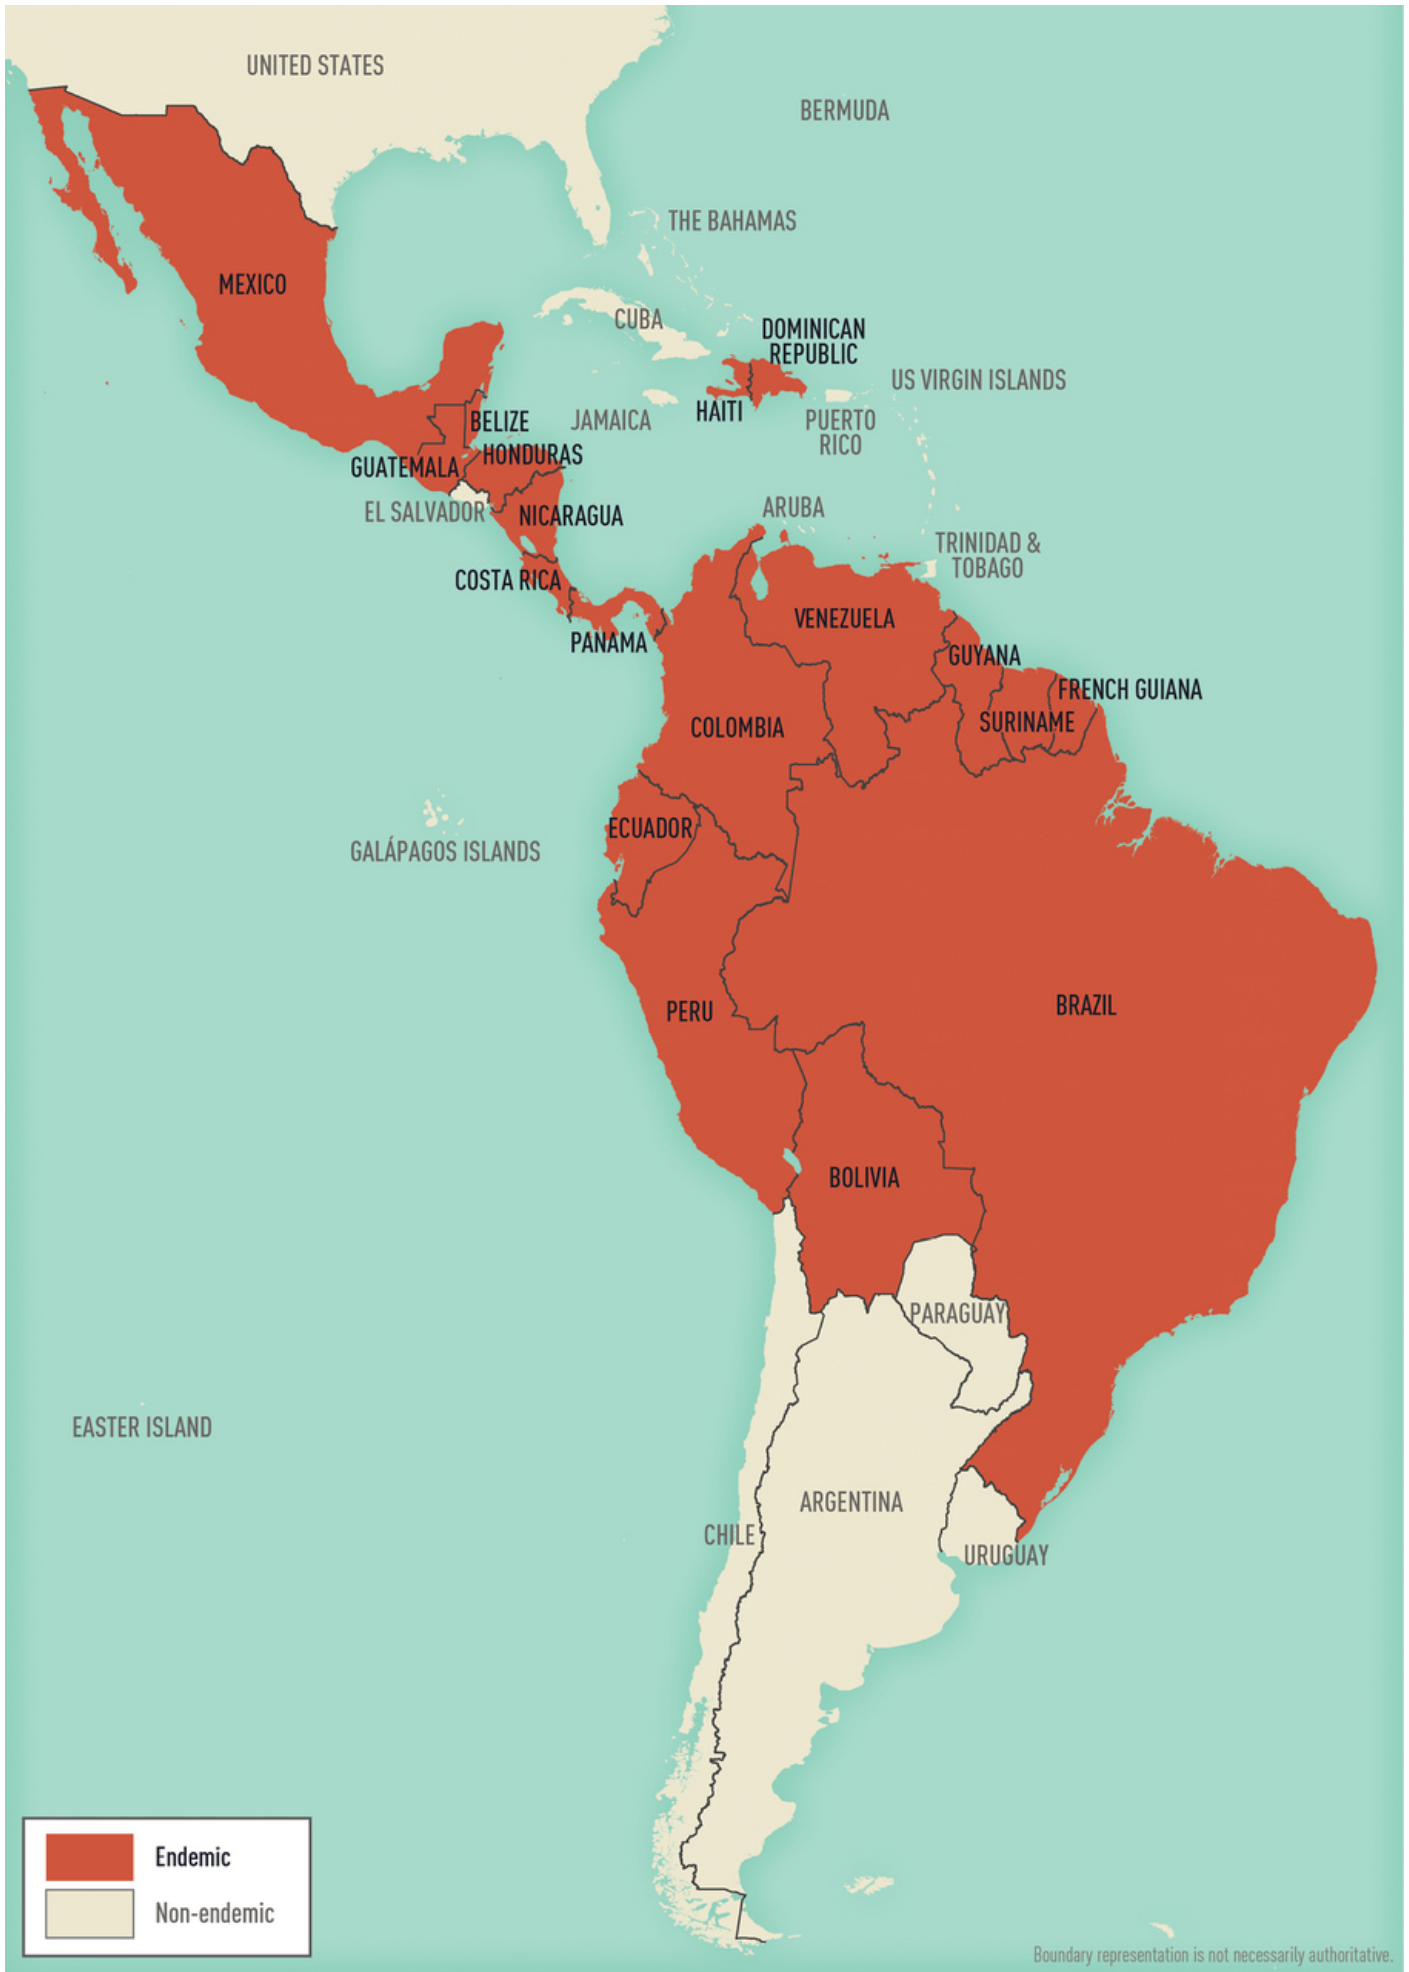 UNITED STATES
BERMUDA
THE BAHAMAS
MEXICO
CUBA
DOMINICAN
REPUBLIC
US VIRGIN ISLANDS
HAITI
JAMAICA
PUERTO
RICO
BELIZE
HONDURAS
GUATEMALA
EL SALVADOR
NICARAGUA
ARUBA
TRINIDAD &
TOBAGO
COSTA RICA
VENEZUELA
PANAMA
GUYANA
FRENCH GUIANA
SURINAME
COLOMBIA
ECUADOR
GALÁPAGOS ISLANDS
PERU
BRAZIL
BOLIVIA
PARAGUAY
EASTER ISLAND
ARGENTINA
CHILE
URUGUAY
Endemic
Non-endemic
Boundary representation is not necessarily authoritative.